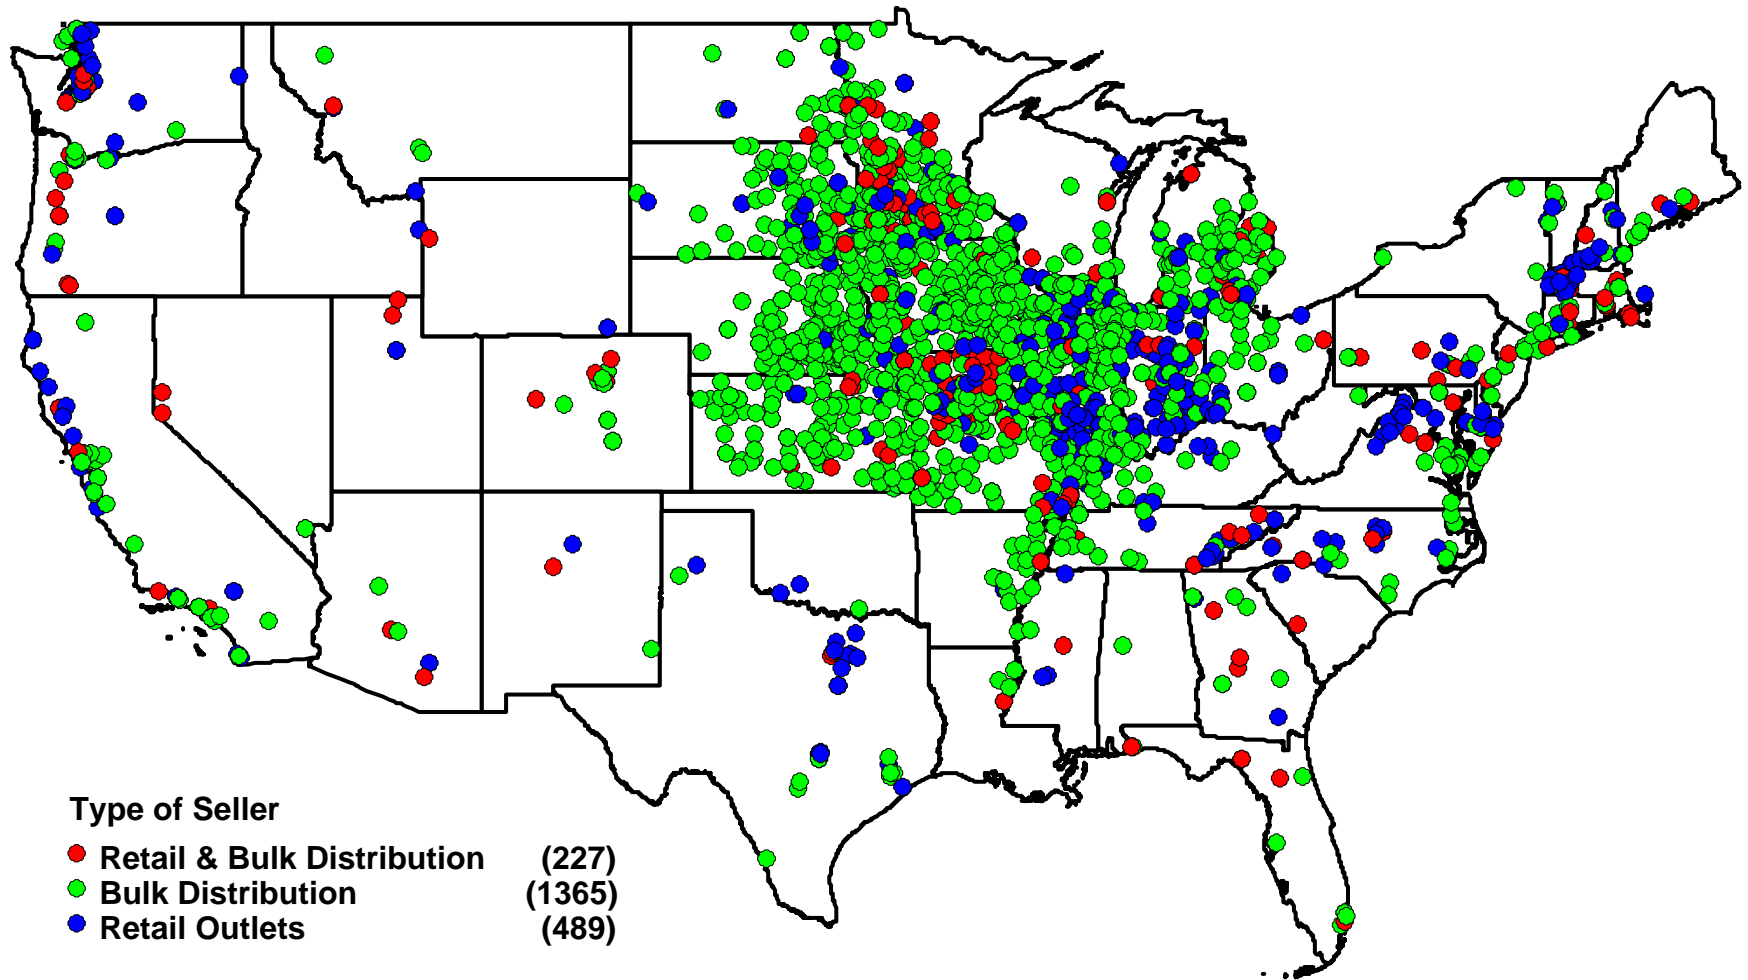 Type of Seller
Retail & Bulk Distribution (227)
Bulk Distribution (1365)
Retail Outlets (489)